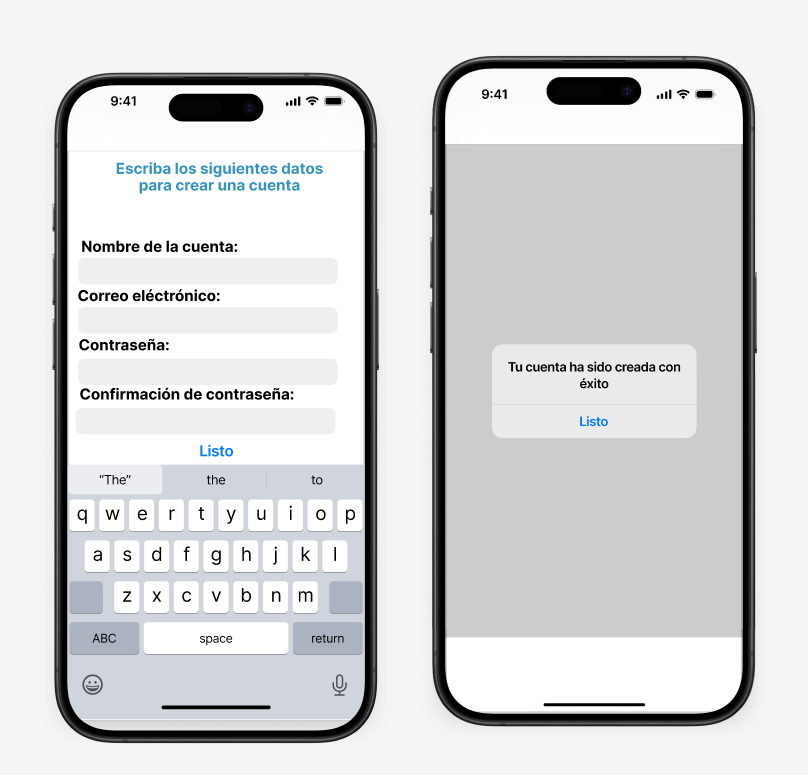 9:41
Escriba los siguientes datos
para crear una cuenta
Nombre de la cuenta:
Correo eléctrónico:
Contraseña:
Confirmación de contraseña:
Listo
“The” the to
q w e r t y u i o p
a s d f g h j k l
z x c v b n m
ABC space return
9:41
Tu cuenta ha sido creada con
éxito
Listo